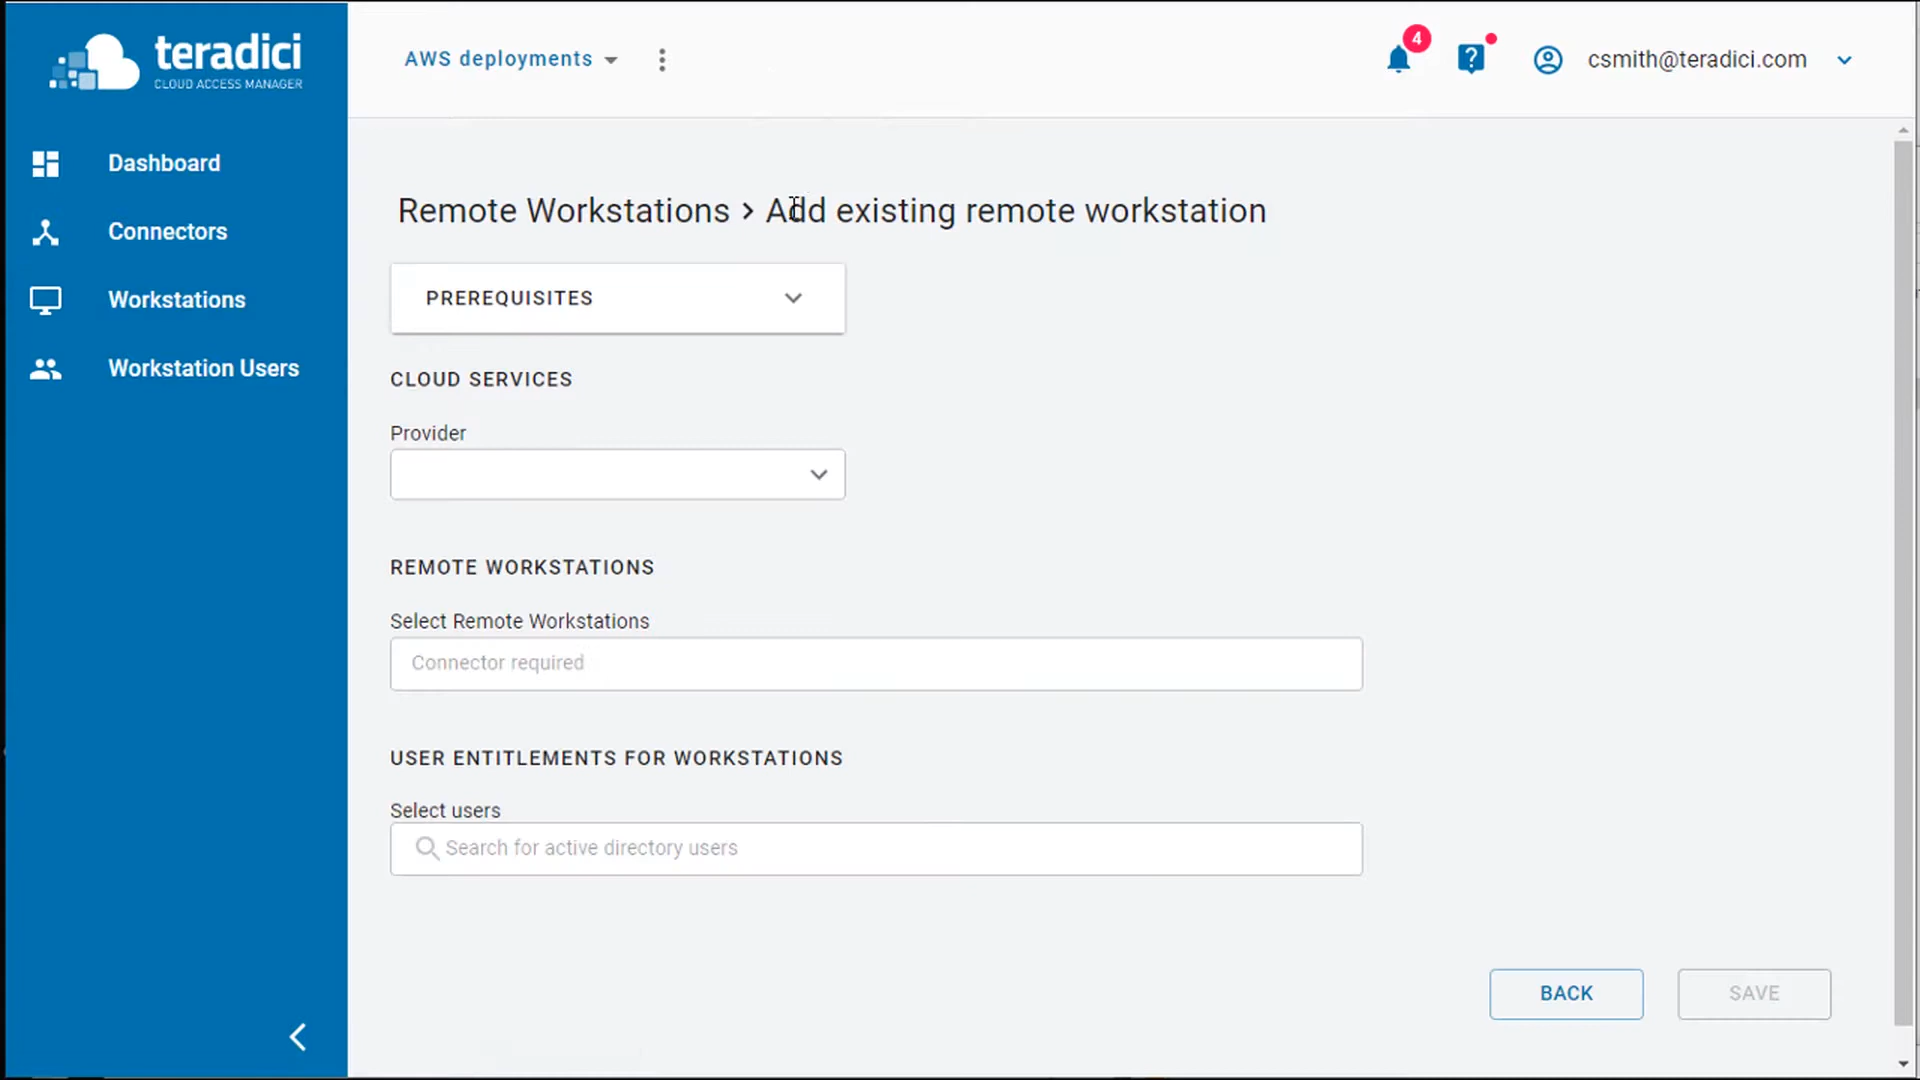 teradici
CLOUD ACCESS MANAGER
AWS deployments
4
?
csmith@teradici.com
Dashboard
Connectors
Workstations
Workstation Users
Remote Workstations > Add existing remote workstation
PREREQUISITES
CLOUD SERVICES
Provider
REMOTE WORKSTATIONS
Select Remote Workstations
Connector required
USER ENTITLEMENTS FOR WORKSTATIONS
Select users
Search for active directory users
BACK
SAVE